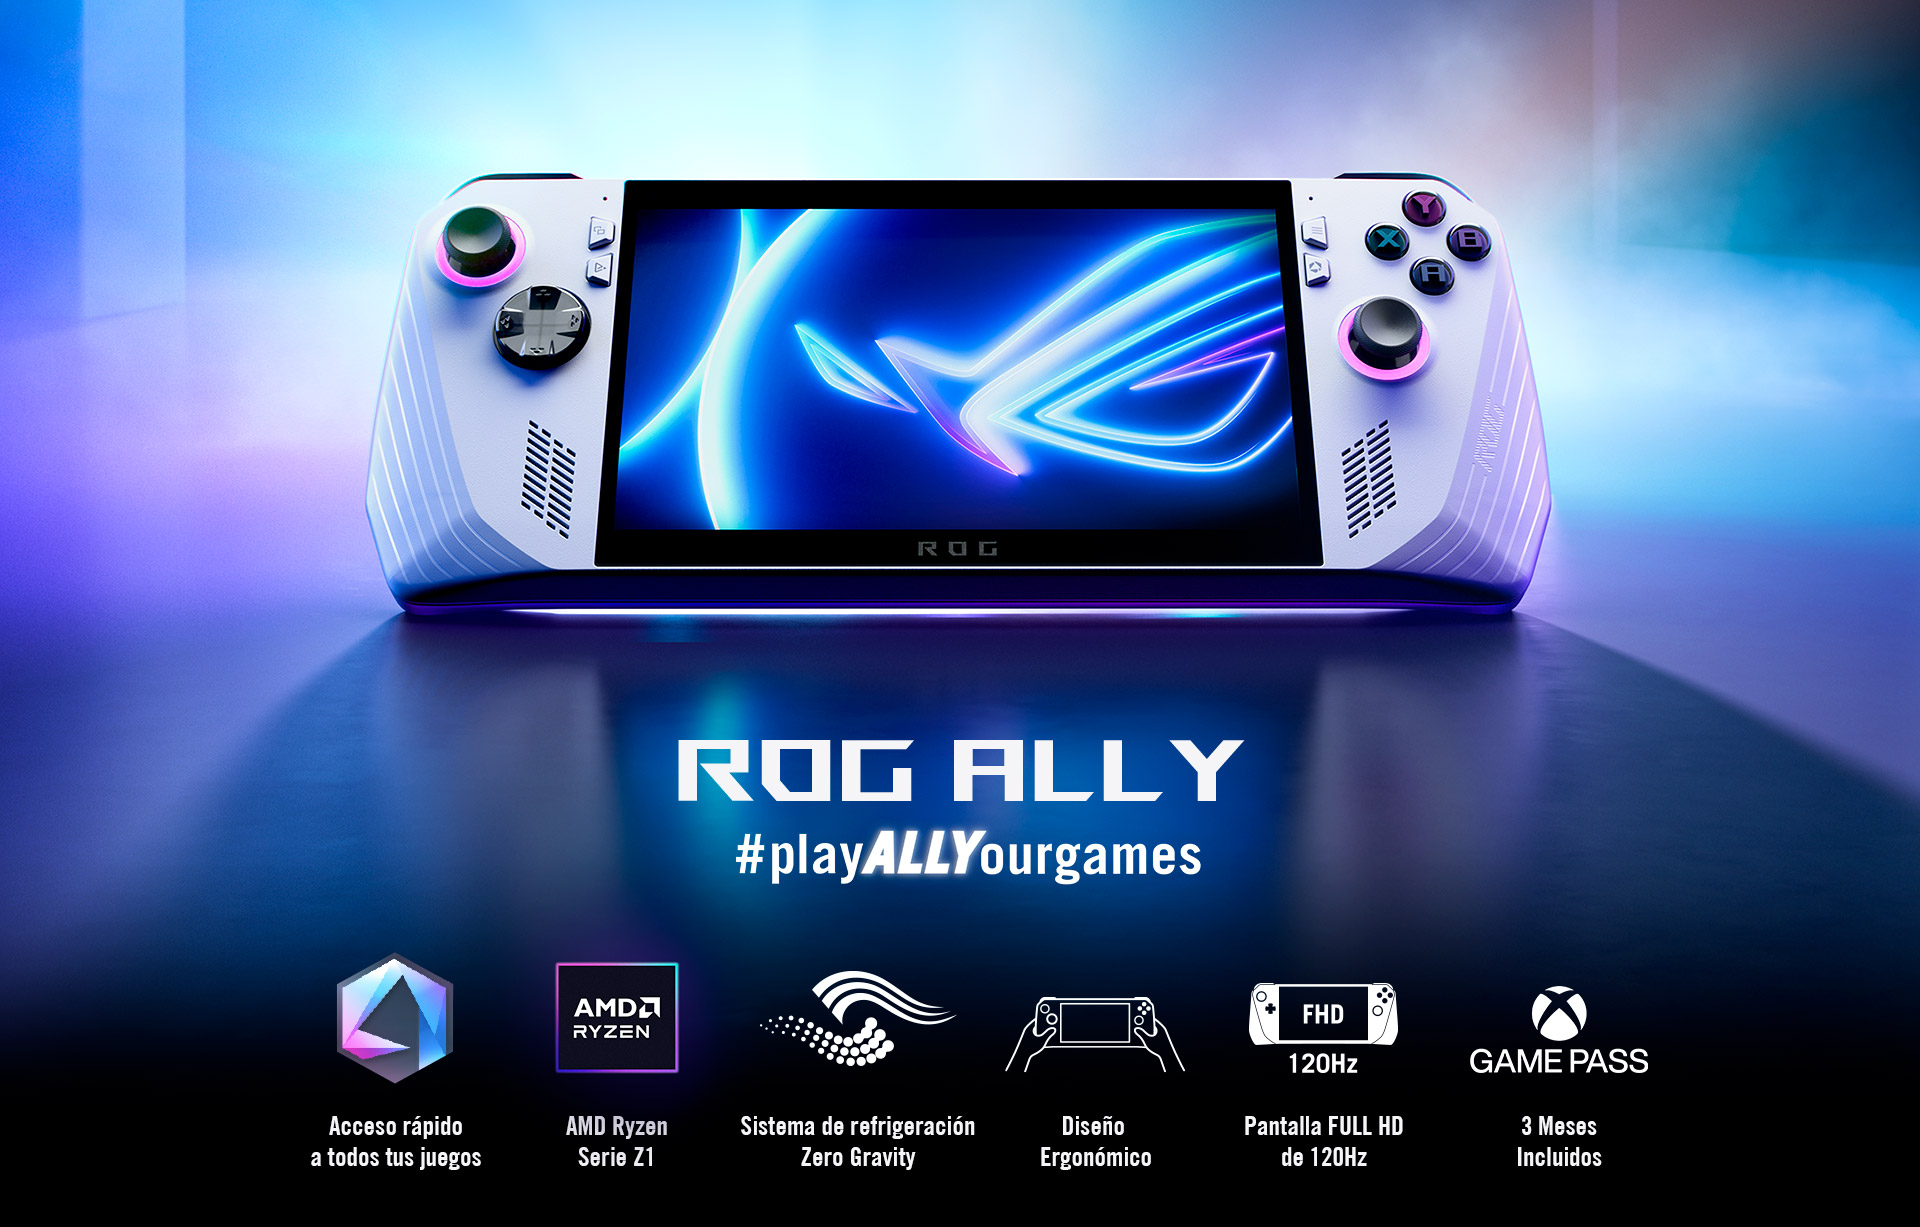 Y
X
B
A
ROG
ROG ALLY
#playALLYourgames
AMD
RYZEN
FHD
120Hz
GAME PASS
Acceso rápido
a todos tus juegos
AMD Ryzen
Serie Z1
Sistema de refrigeración
Zero Gravity
Diseño
Ergonómico
Pantalla FULL HD
de 120Hz
3 Meses
Incluidos